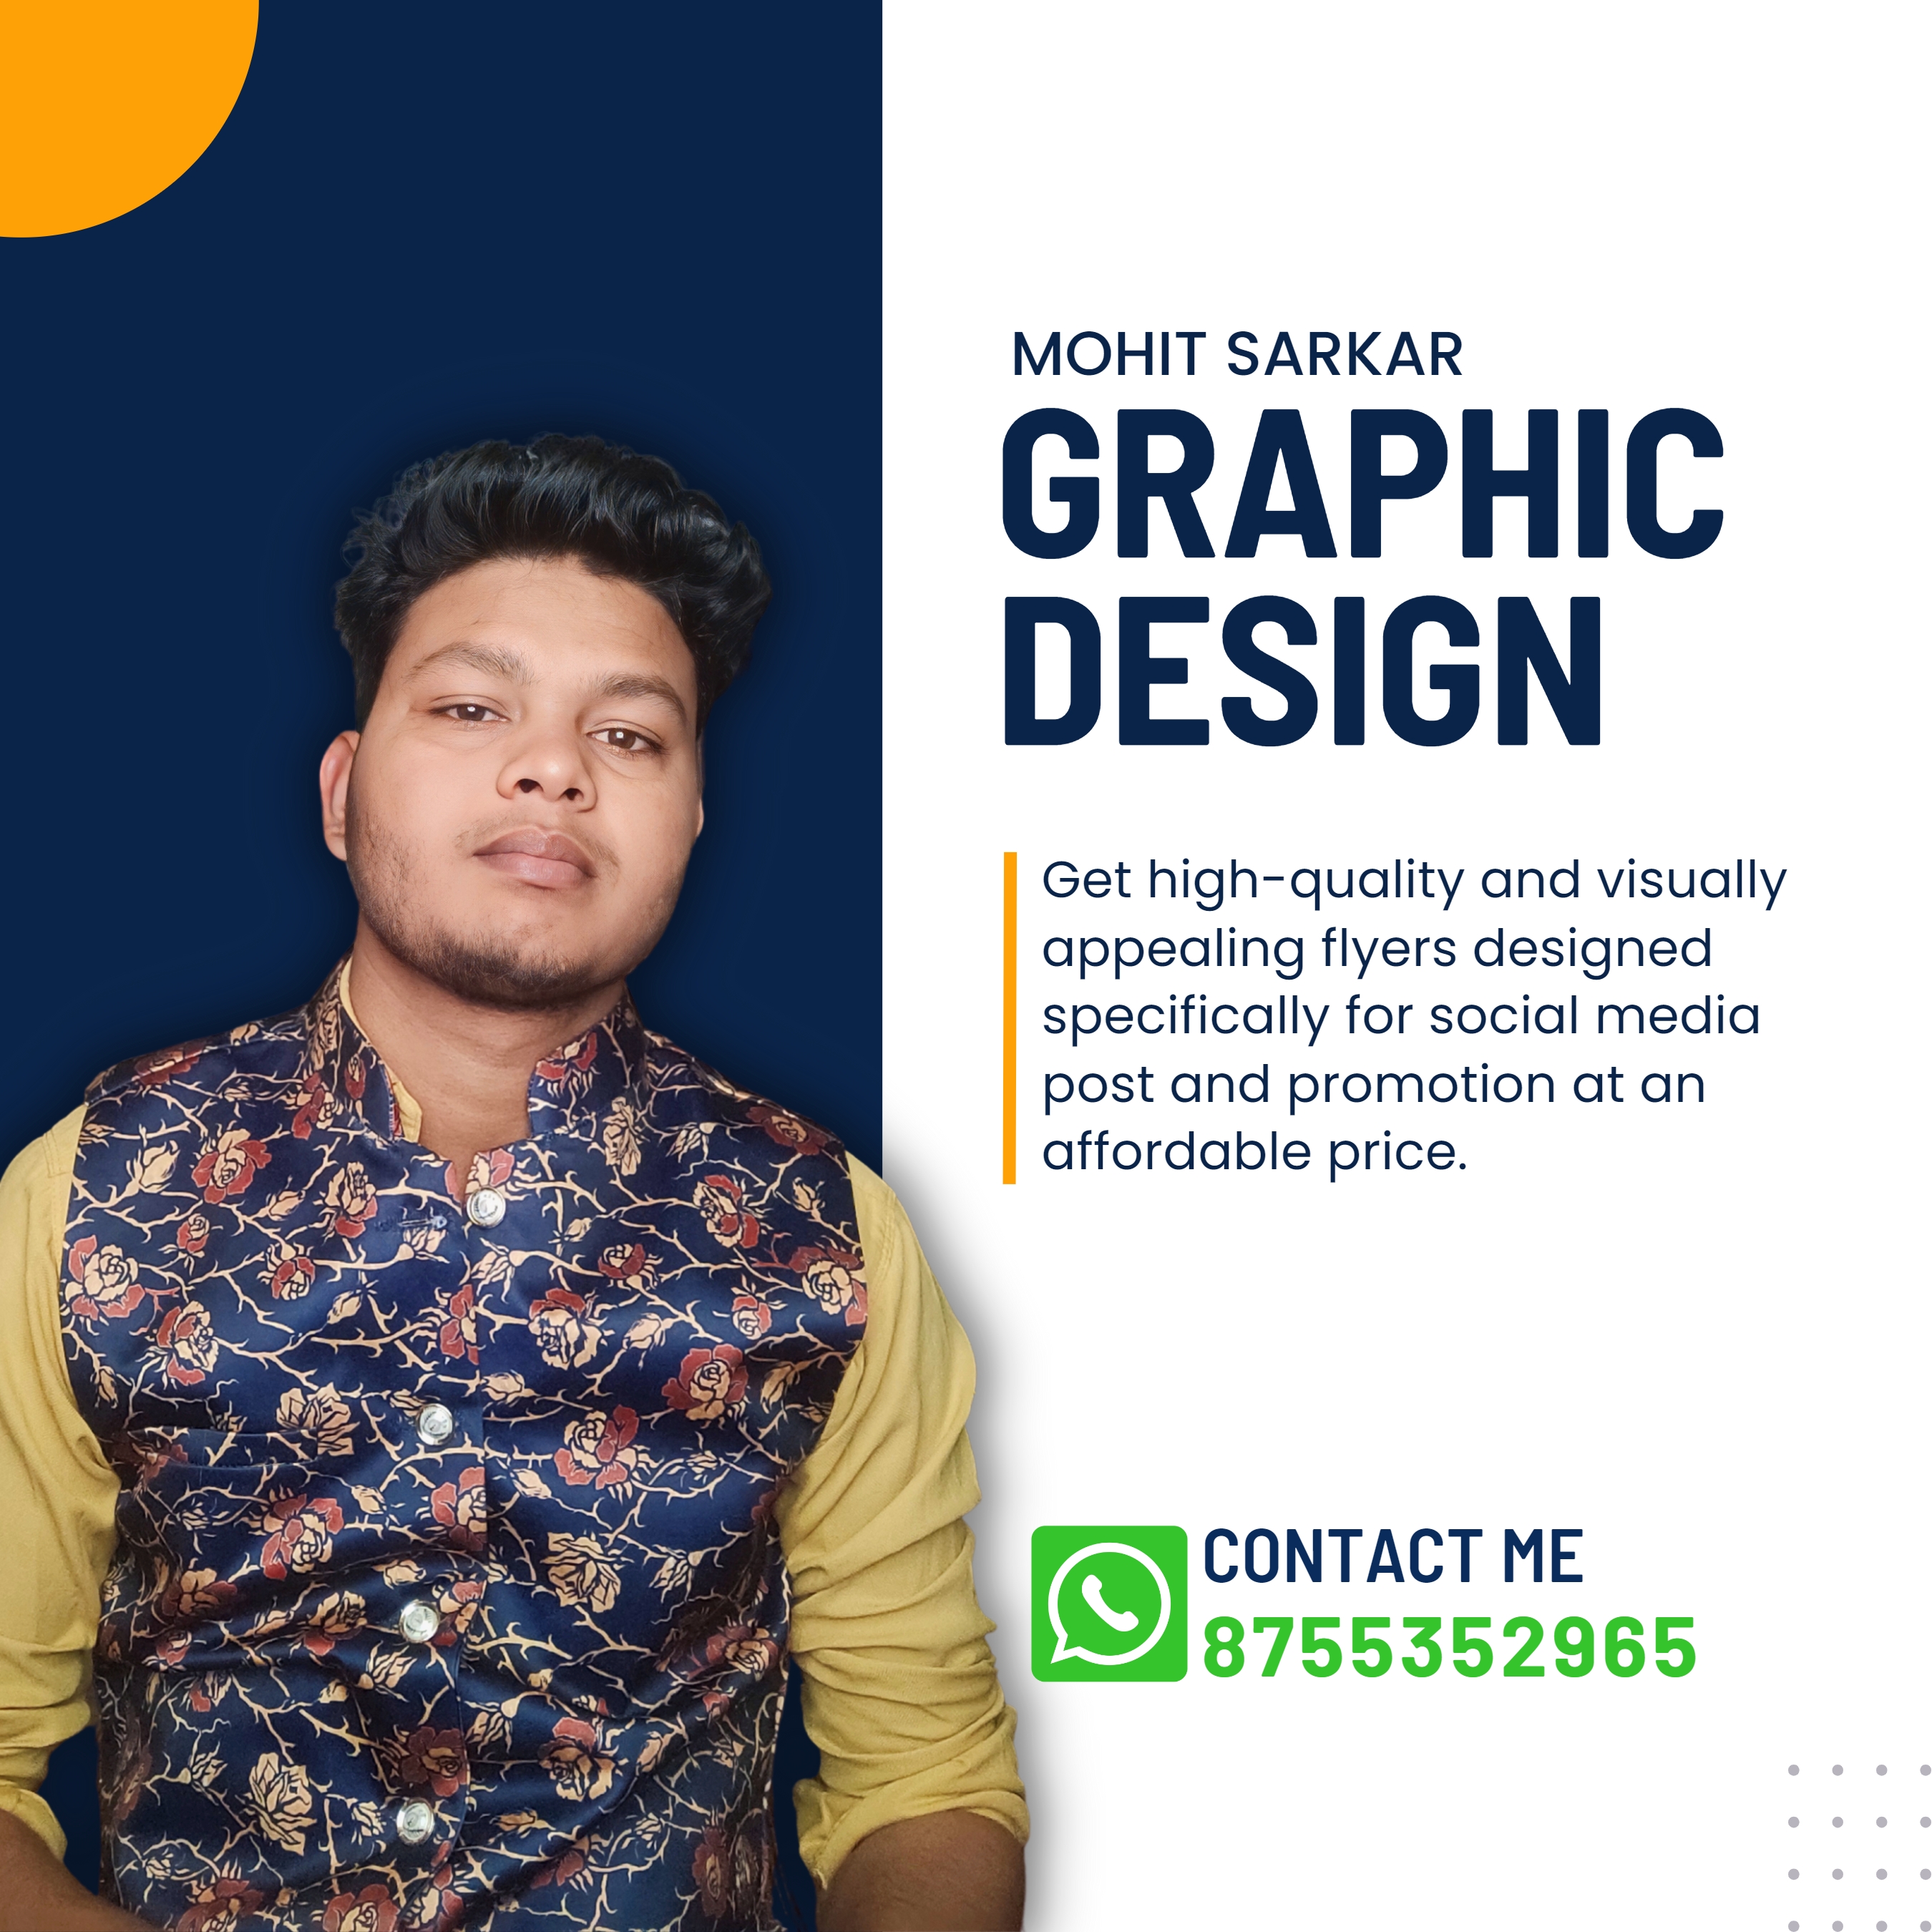 MOHIT SARKAR
GRAPHIC
DESIGN
Get high-quality and visually
appealing flyers designed
specifically for social media
post and promotion at an
affordable price.
CONTACT ME
8755352965